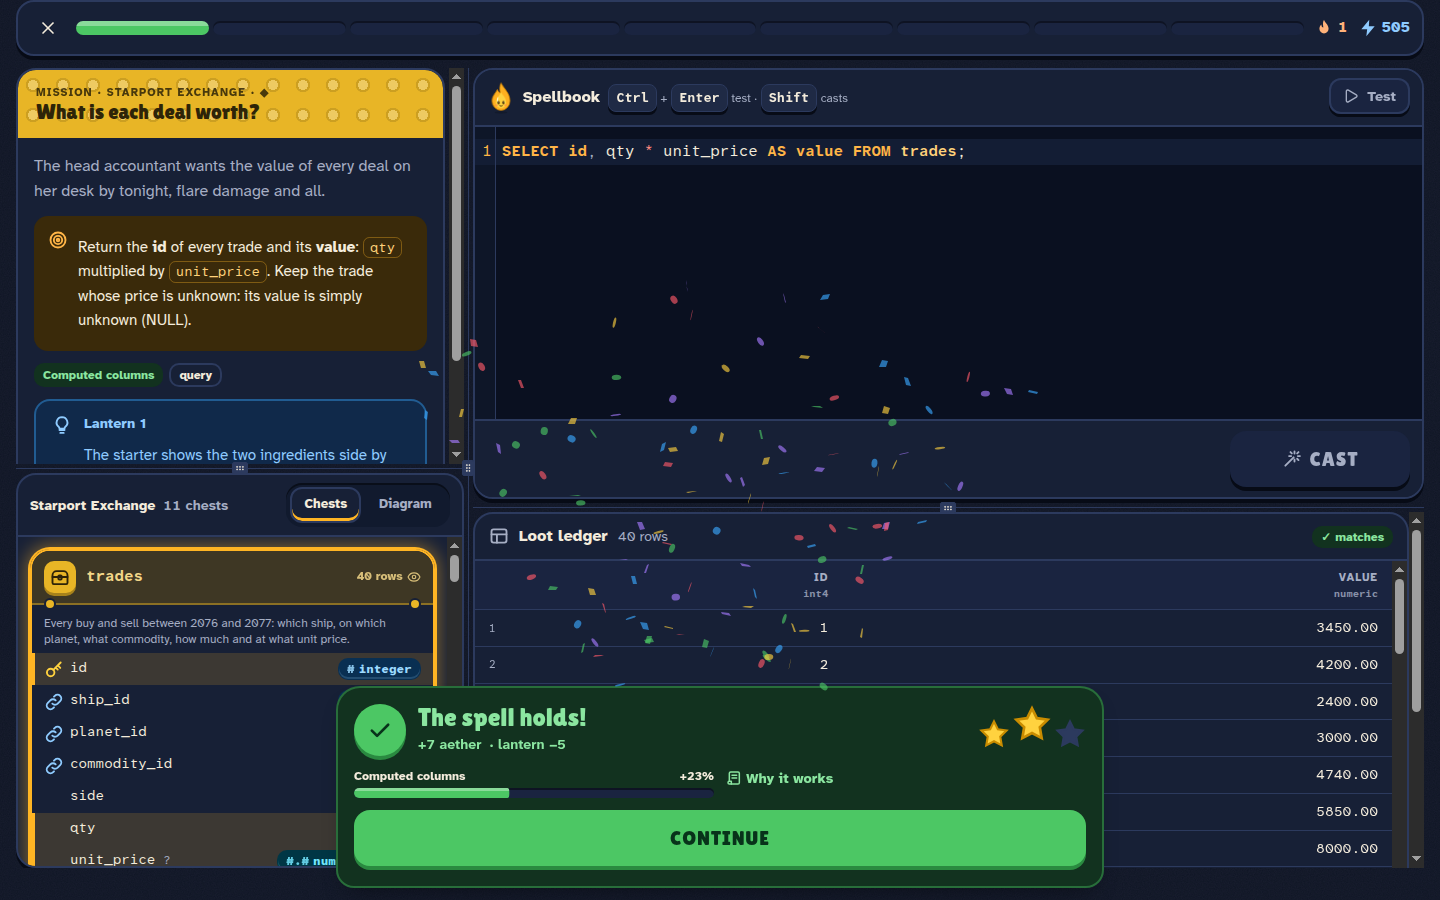 1
505
MISSION · STARPORT EXCHANGE · ◆
What is each deal worth?
The head accountant wants the value of every deal on
her desk by tonight, flare damage and all.
Return the id of every trade and its value: qty
multiplied by unit_price. Keep the trade
whose price is unknown: its value is simply
unknown (NULL).
Computed columns
query
Lantern 1
The starter shows the two ingredients side by
Spellbook Ctrl + Enter test · Shift casts
Test
1 SELECT id, qty * unit_price AS value FROM trades;
CAST
Starport Exchange 11 chests
Chests
Diagram
trades
40 rows
Every buy and sell between 2076 and 2077: which ship, on which
planet, what commodity, how much and at what unit price.
id
# integer
ship_id
planet_id
commodity_id
side
qty
unit_price ?
#.# num
Loot ledger 40 rows
✓ matches
ID
int4
VALUE
numeric
1 1 3450.00
2 2 4200.00
2400.00
3000.00
4740.00
5850.00
8000.00
The spell holds!
+7 aether · lantern −5
Computed columns +23%
Why it works
CONTINUE